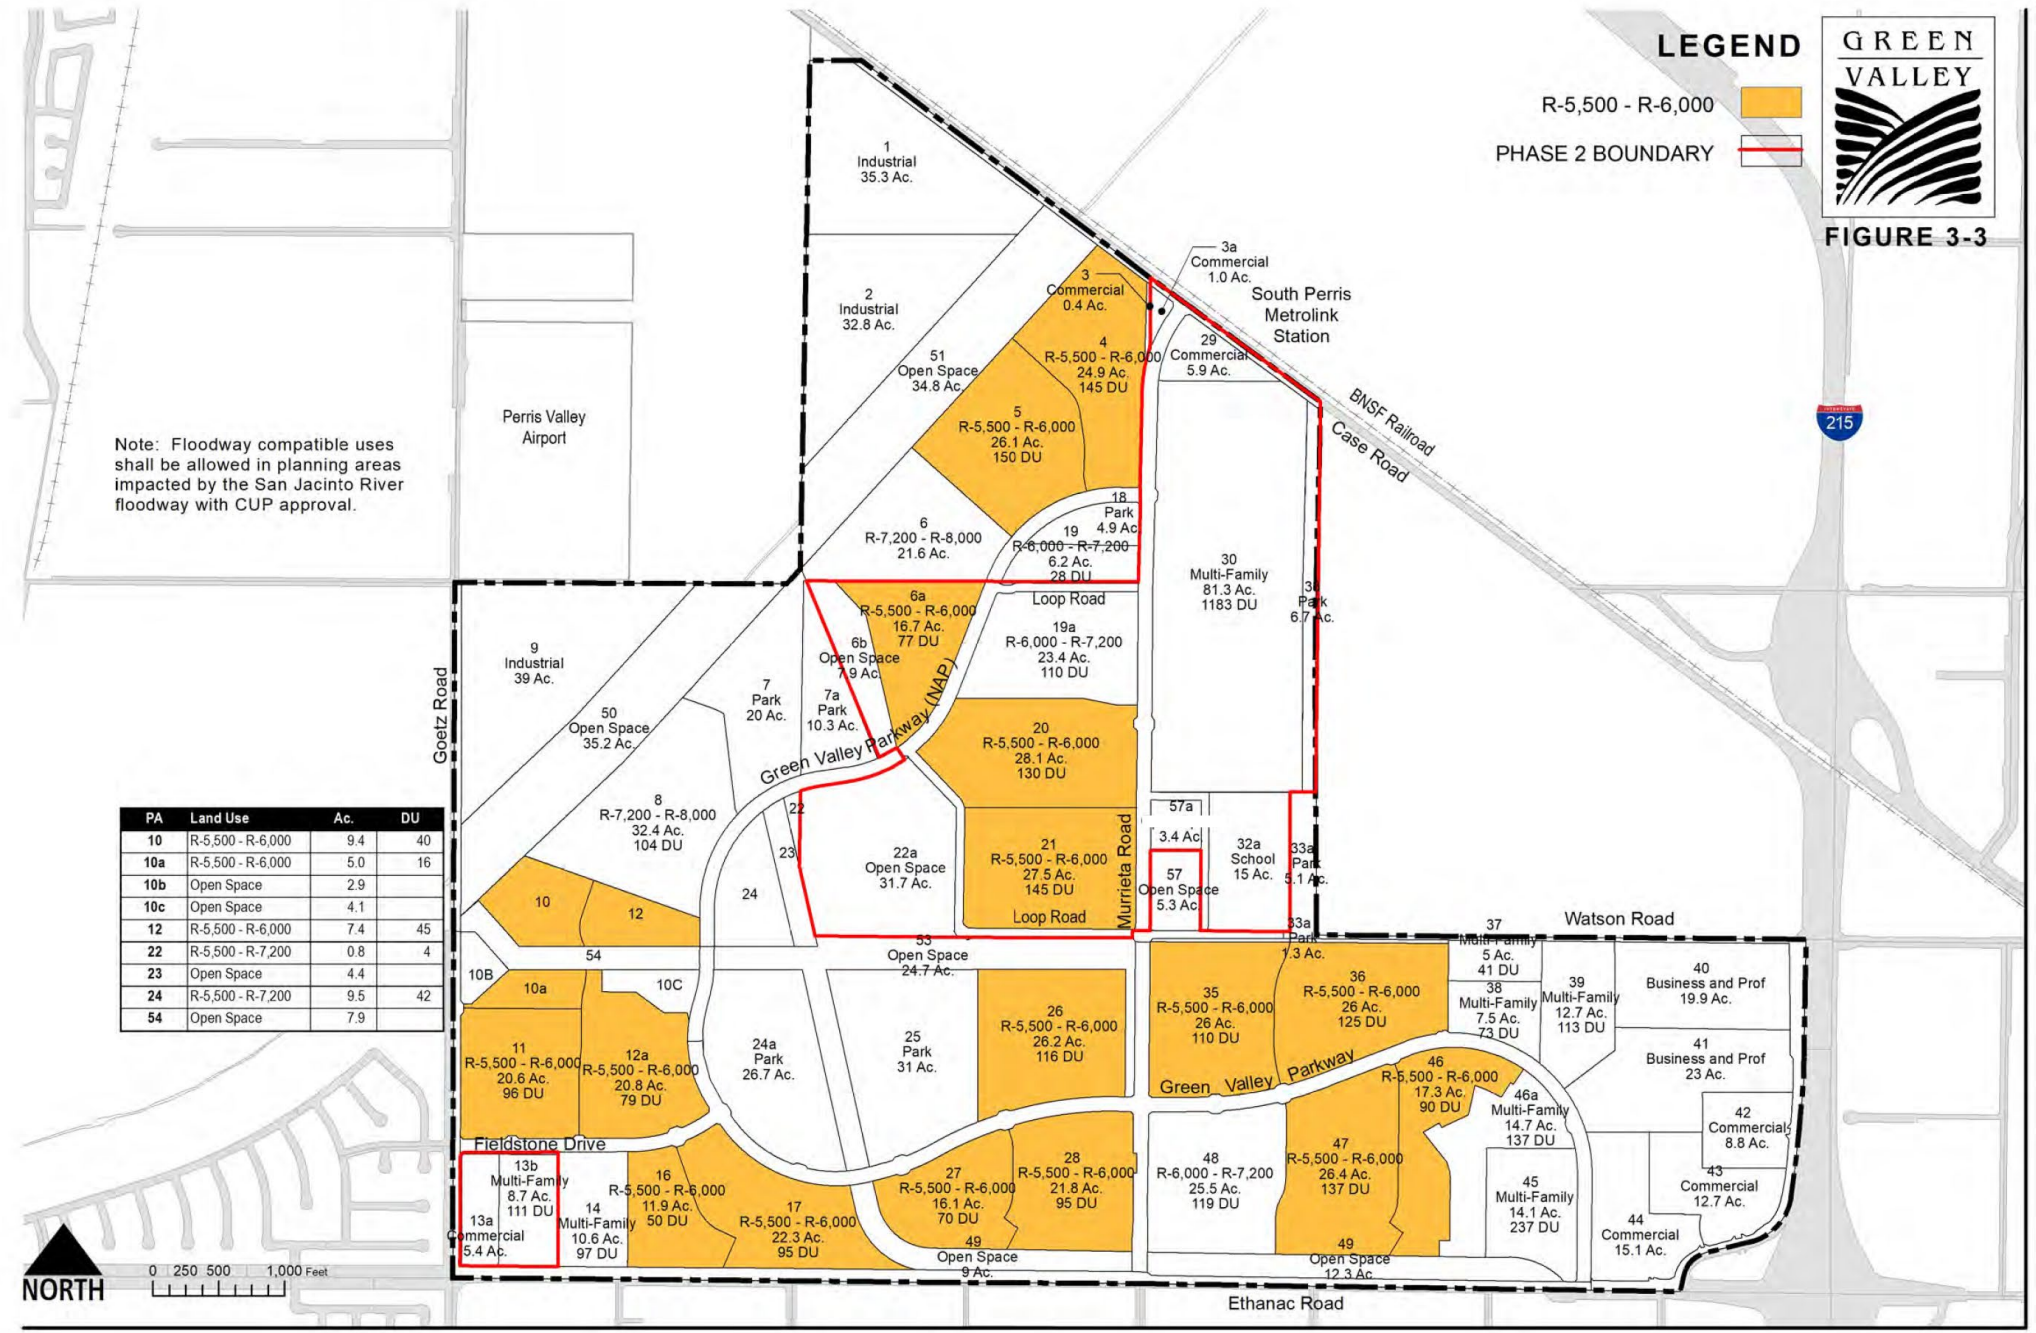 LEGEND
R-5,500 - R-6,000
PHASE 2 BOUNDARY
GREEN
VALLEY
FIGURE 3-3
1
Industrial
35.3 Ac.
2
Industrial
32.8 Ac.
3a
Commercial
1.0 Ac.
3
Commercial
0.4 Ac.
South Perris
Metrolink
Station
29
Commercial
5.9 Ac.
4
R-5,500 - R-6,000
24.9 Ac.
145 DU
51
Open Space
34.8 Ac.
5
R-5,500 - R-6,000
26.1 Ac.
150 DU
BNSF Railroad
Case Road
INTERSTATE
215
Perris Valley
Airport
Note: Floodway compatible uses
shall be allowed in planning areas
impacted by the San Jacinto River
floodway with CUP approval.
18
Park
4.9 Ac.
6
R-7,200 - R-8,000
21.6 Ac.
19
R-6,000 - R-7,200
6.2 Ac.
28 DU
30
Multi-Family
81.3 Ac.
1183 DU
Park
6.7 Ac.
Loop Road
6a
R-5,500 - R-6,000
16.7 Ac.
77 DU
19a
R-6,000 - R-7,200
23.4 Ac.
110 DU
6b
Open Space
7.9 Ac.
9
Industrial
39 Ac.
7
Park
20 Ac.
7a
Park
10.3 Ac.
Green Valley Parkway (NAP)
Goetz Road
50
Open Space
35.2 Ac.
20
R-5,500 - R-6,000
28.1 Ac.
130 DU
8
R-7,200 - R-8,000
32.4 Ac.
104 DU
22
23
24
22a
Open Space
31.7 Ac.
21
R-5,500 - R-6,000
27.5 Ac.
145 DU
Loop Road
Murrieta Road
57a
3.4 Ac.
57
Open Space
5.3 Ac.
32a
School
15 Ac.
33a
Park
5.1 Ac.
33a
Park
1.3 Ac.
Watson Road
PA Land Use Ac. DU
10 R-5,500 - R-6,000 9.4 40
10a R-5,500 - R-6,000 5.0 16
10b Open Space 2.9
10c Open Space 4.1
12 R-5,500 - R-6,000 7.4 45
22 R-5,500 - R-7,200 0.8 4
23 Open Space 4.4
24 R-5,500 - R-7,200 9.5 42
54 Open Space 7.9
10
12
54
53
Open Space
24.7 Ac.
10B
10a
10C
11
R-5,500 - R-6,000
20.6 Ac.
96 DU
12a
R-5,500 - R-6,000
20.8 Ac.
79 DU
24a
Park
26.7 Ac.
25
Park
31 Ac.
26
R-5,500 - R-6,000
26.2 Ac.
116 DU
35
R-5,500 - R-6,000
26 Ac.
110 DU
36
R-5,500 - R-6,000
26 Ac.
125 DU
37
Multi-Family
5 Ac.
41 DU
38
Multi-Family
7.5 Ac.
73 DU
39
Multi-Family
12.7 Ac.
113 DU
40
Business and Prof
19.9 Ac.
41
Business and Prof
23 Ac.
Green Valley Parkway
46
R-5,500 - R-6,000
17.3 Ac.
90 DU
46a
Multi-Family
14.7 Ac.
137 DU
42
Commercial
8.8 Ac.
43
Commercial
12.7 Ac.
Fieldstone Drive
13b
Multi-Family
8.7 Ac.
111 DU
13a
Commercial
5.4 Ac.
14
Multi-Family
10.6 Ac.
97 DU
16
R-5,500 - R-6,000
11.9 Ac.
50 DU
17
R-5,500 - R-6,000
22.3 Ac.
95 DU
27
R-5,500 - R-6,000
16.1 Ac.
70 DU
28
R-5,500 - R-6,000
21.8 Ac.
95 DU
48
R-6,000 - R-7,200
25.5 Ac.
119 DU
47
R-5,500 - R-6,000
26.4 Ac.
137 DU
45
Multi-Family
14.1 Ac.
237 DU
44
Commercial
15.1 Ac.
49
Open Space
9 Ac.
49
Open Space
12.3 Ac.
Ethanac Road
NORTH
0 250 500 1,000 Feet